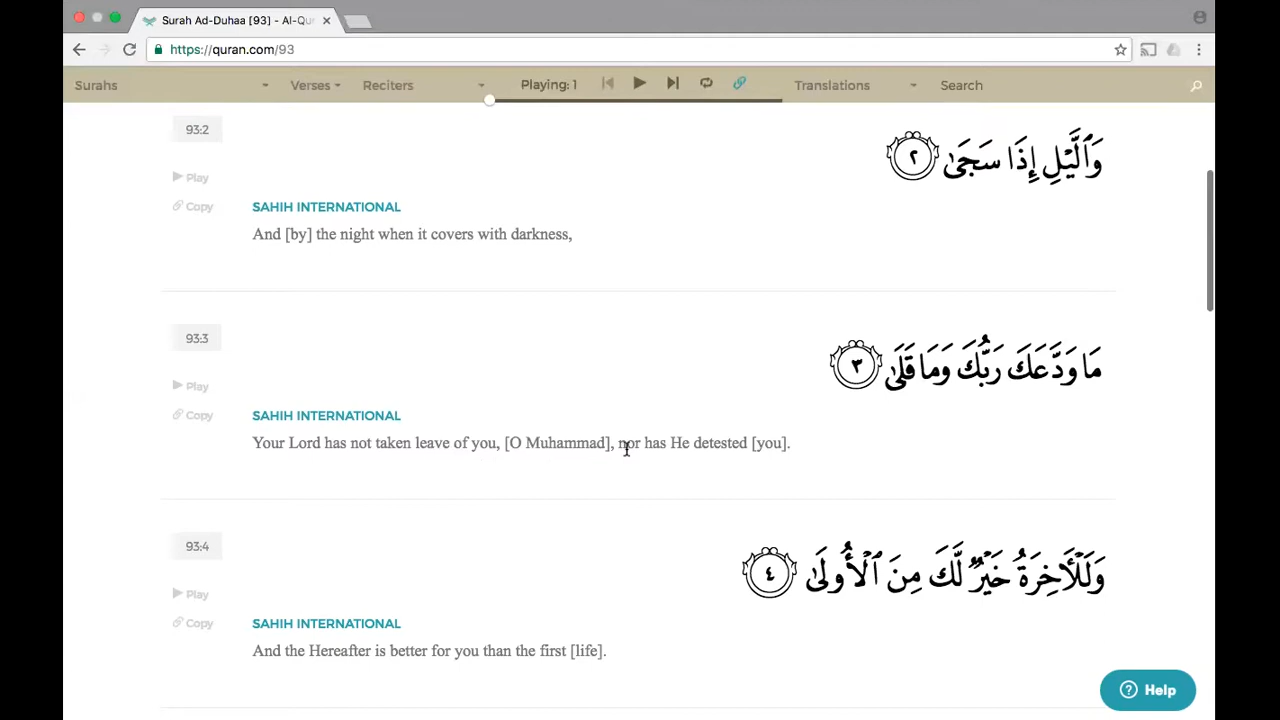 Surah Ad-Duhaa [93] - Al-Qu
https://quran.com/93
Surahs Verses Reciters Playing: 1 Translations Search
93:2
وَٱلَّيْلِ إِذَا سَجَىٰ ٢
Play
Copy
SAHIH INTERNATIONAL
And [by] the night when it covers with darkness,
93:3
مَا وَدَّعَكَ رَبُّكَ وَمَا قَلَىٰ ٣
Play
Copy
SAHIH INTERNATIONAL
Your Lord has not taken leave of you, [O Muhammad], nor has He detested [you].
93:4
وَلَلْـَٔاخِرَةُ خَيْرٌ لَّكَ مِنَ ٱلْأُولَىٰ ٤
Play
Copy
SAHIH INTERNATIONAL
And the Hereafter is better for you than the first [life].
Help